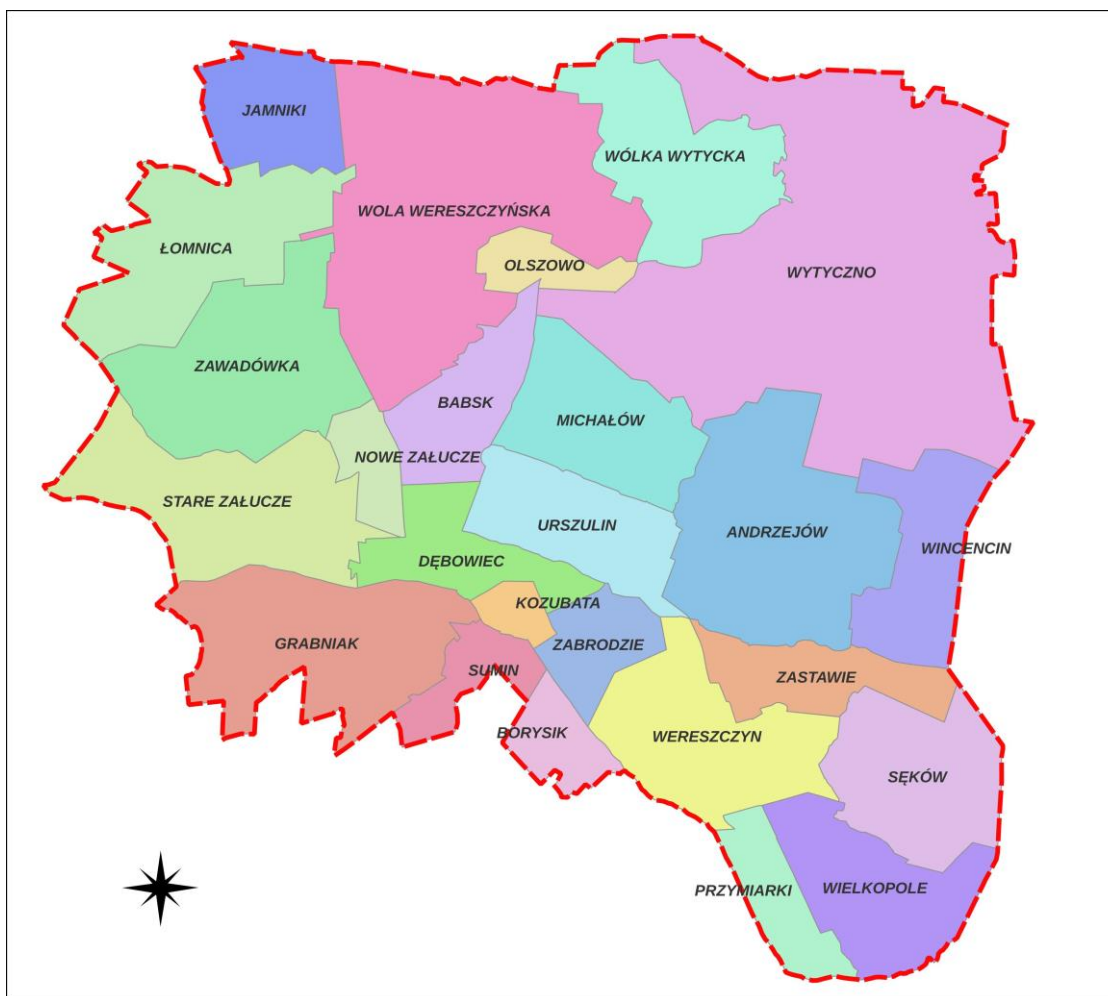 JAMNIKI
WÓLKA WYTYCKA
WOLA WERESZCZYŃSKA
ŁOMNICA
OLSZOWO
WYTYCZNO
ZAWADÓWKA
BABSK
MICHAŁÓW
NOWE ZAŁUCZE
STARE ZAŁUCZE
URSZULIN
ANDRZEJÓW
WINCENCIN
DĘBOWIEC
KOZUBATA
GRABNIAK
ZABRODZIE
SUMIN
ZASTAWIE
BORYSIK
WERESZCZYN
SĘKÓW
PRZYMIARKI
WIELKOPOLE